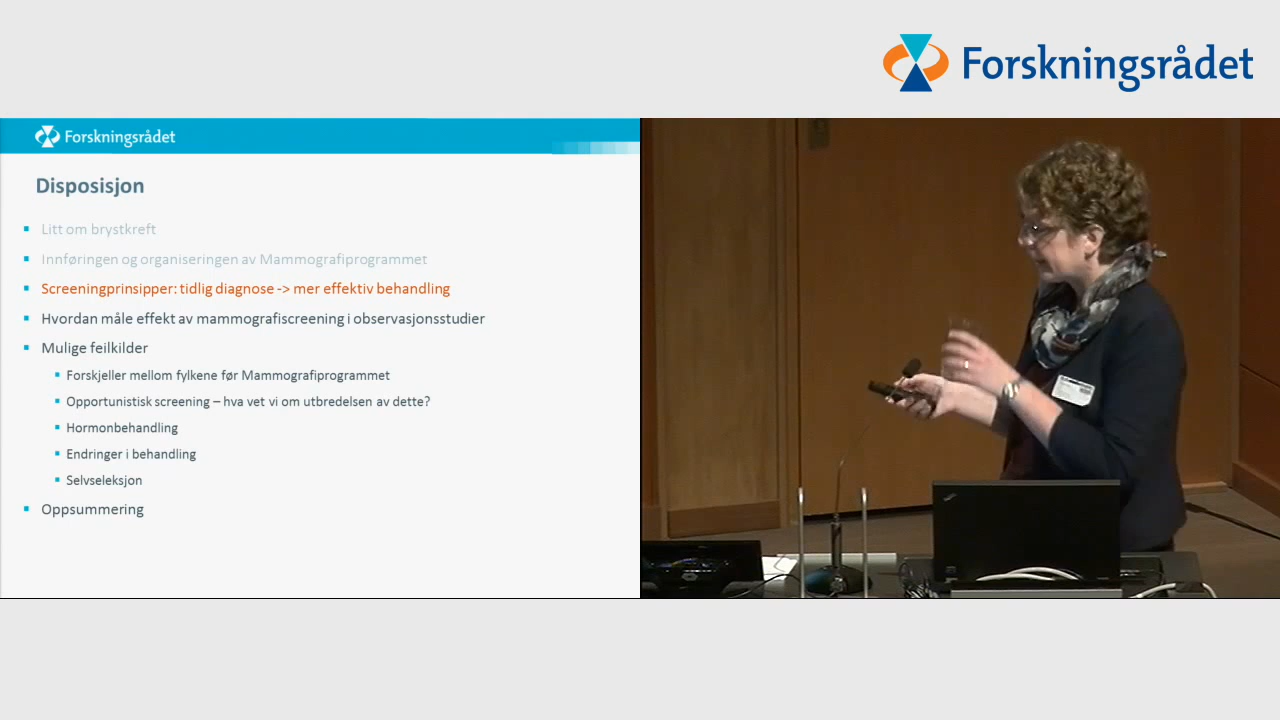 Forskningsrådet
Forskningsrådet
Disposisjon
Litt om brystkreft
Innføringen og organiseringen av Mammografiprogrammet
Screeningprinsipper: tidlig diagnose -> mer effektiv behandling
Hvordan måle effekt av mammografiscreening i observasjonsstudier
Mulige feilkilder
Forskjeller mellom fylkene før Mammografiprogrammet
Opportunistisk screening – hva vet vi om utbredelsen av dette?
Hormonbehandling
Endringer i behandling
Selvseleksjon
Oppsummering